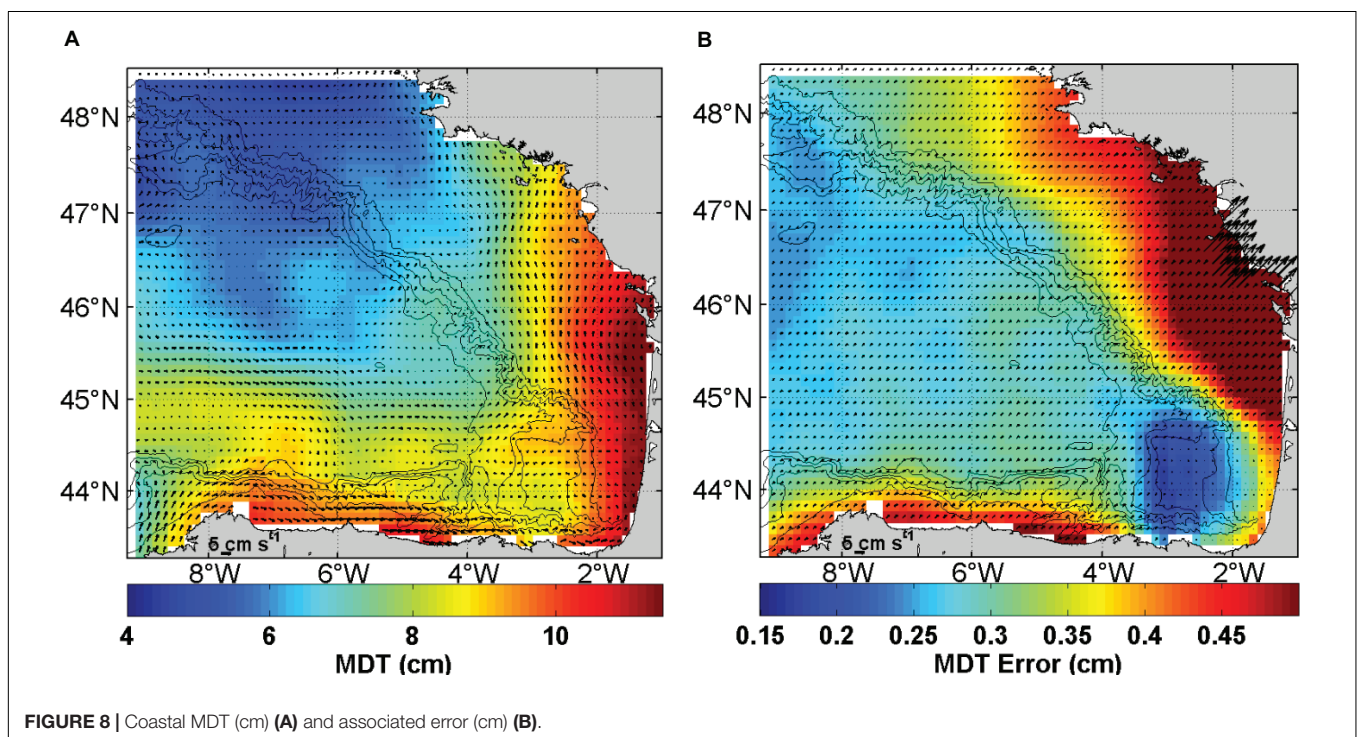 A
B
48°N
47°N
46°N
45°N
44°N
5 cm s⁻¹
8°W
6°W
4°W
2°W
4
6
8
10
MDT (cm)
48°N
47°N
46°N
45°N
44°N
5 cm s⁻¹
8°W
6°W
4°W
2°W
0.15
0.2
0.25
0.3
0.35
0.4
0.45
MDT Error (cm)
FIGURE 8 | Coastal MDT (cm) (A) and associated error (cm) (B).